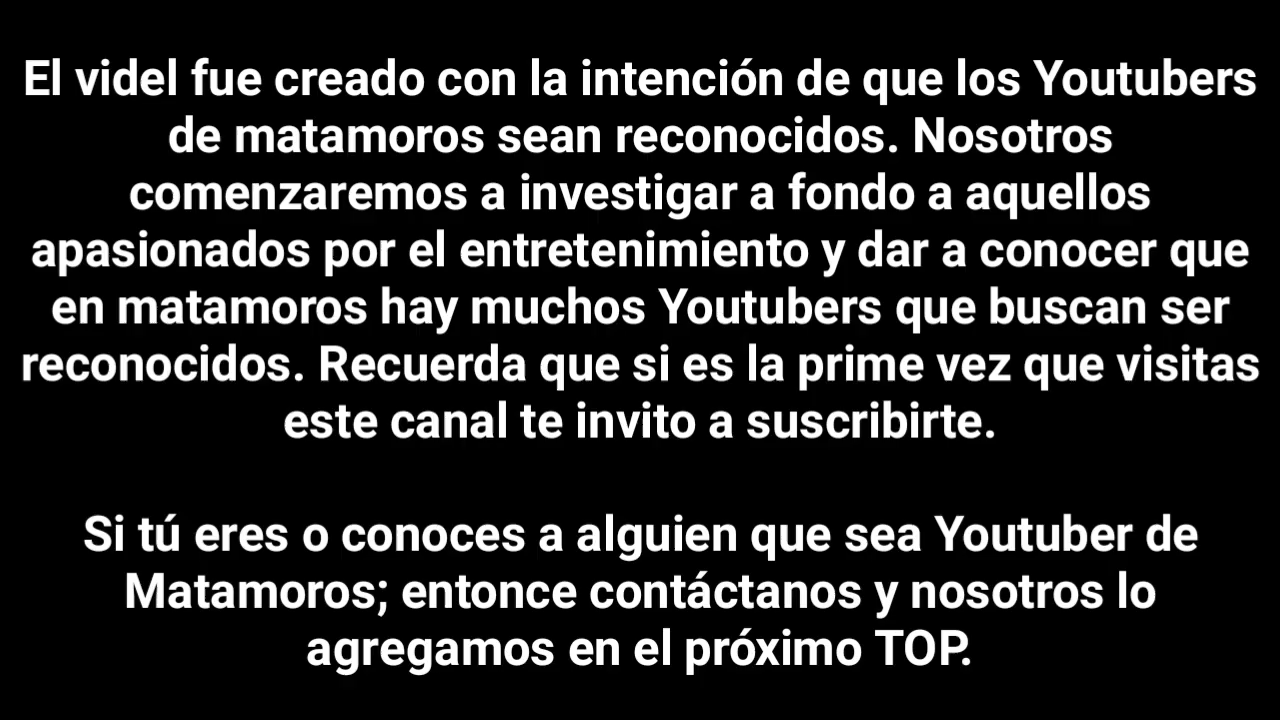 El videl fue creado con la intención de que los Youtubers
de matamoros sean reconocidos. Nosotros
comenzaremos a investigar a fondo a aquellos
apasionados por el entretenimiento y dar a conocer que
en matamoros hay muchos Youtubers que buscan ser
reconocidos. Recuerda que si es la prime vez que visitas
este canal te invito a suscribirte.
Si tú eres o conoces a alguien que sea Youtuber de
Matamoros; entonce contáctanos y nosotros lo
agregamos en el próximo TOP.